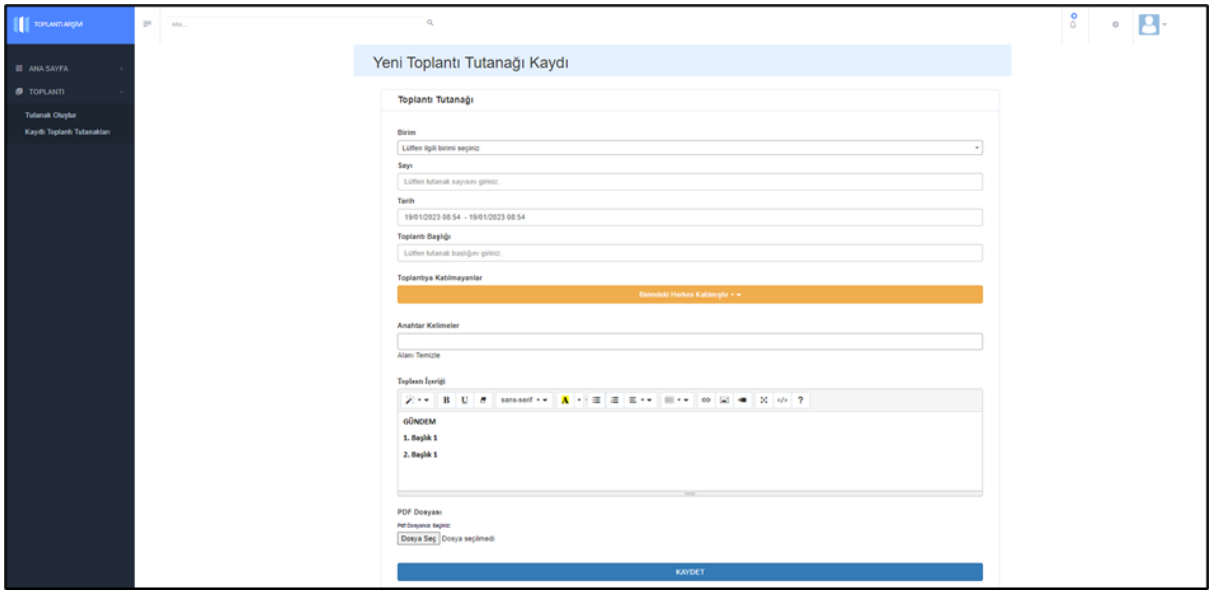 TOPLANTI ARŞİVİ
Ara...
ANA SAYFA
TOPLANTI
Tutanak Oluştur
Kayıtlı Toplantı Tutanakları
Yeni Toplantı Tutanağı Kaydı
Toplantı Tutanağı
Birim
Lütfen ilgili birimi seçiniz
Sayı
Lütfen tutanak sayısını giriniz.
Tarih
19/01/2023 08:54 - 19/01/2023 08:54
Toplantı Başlığı
Lütfen tutanak başlığını giriniz.
Toplantıya Katılmayanlar
Birimdeki Herkes Katılmıştır
Anahtar Kelimeler
Alanı Temizle
Toplantı İçeriği
B U sans-serif A </> ?
GÜNDEM
1. Başlık 1
2. Başlık 1
PDF Dosyası
Pdf Dosyanızı Seçiniz:
Dosya Seç Dosya seçilmedi
KAYDET